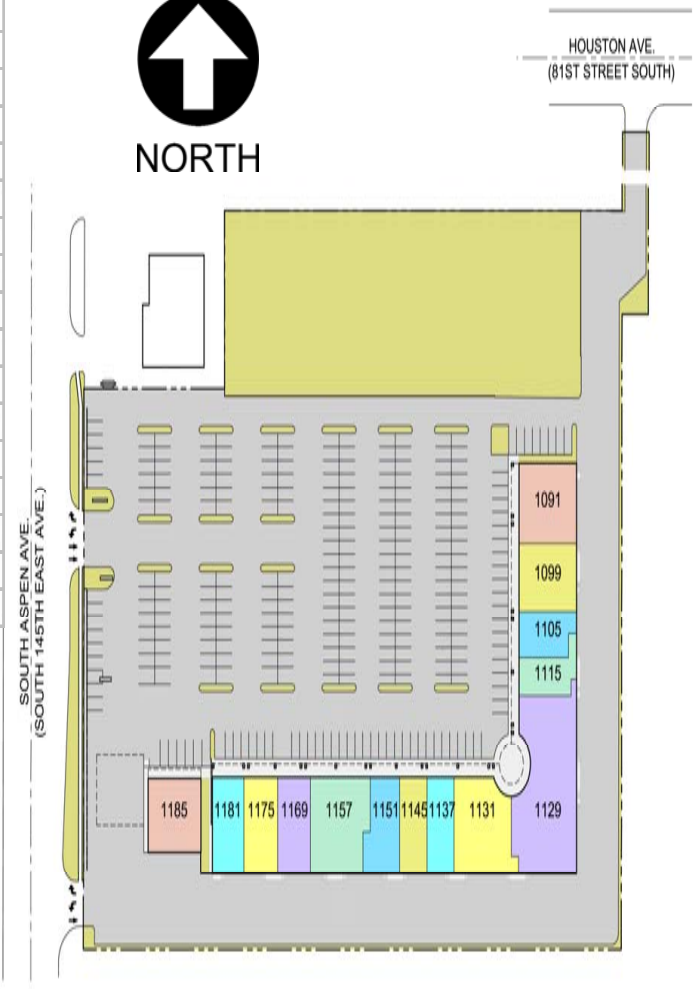 NORTH
HOUSTON AVE.
(81ST STREET SOUTH)
SOUTH ASPEN AVE.
(SOUTH 145TH EAST AVE.)
1091
1099
1105
1115
1185
1181
1175
1169
1157
1151
1145
1137
1131
1129